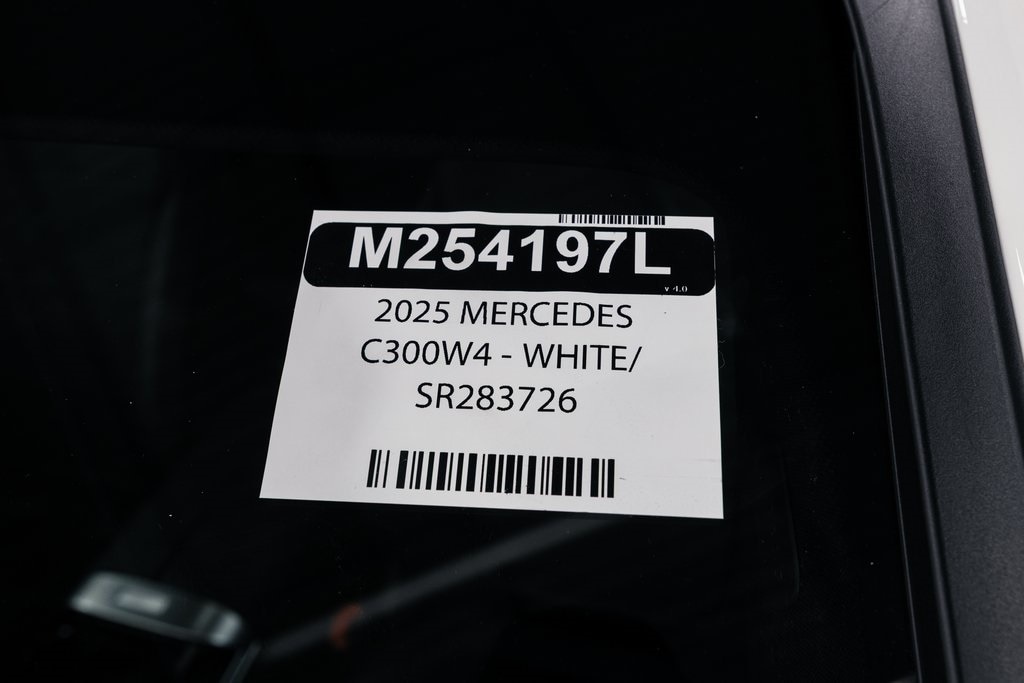 M254197L
v 4.0
2025 MERCEDES
C300W4 - WHITE/
SR283726